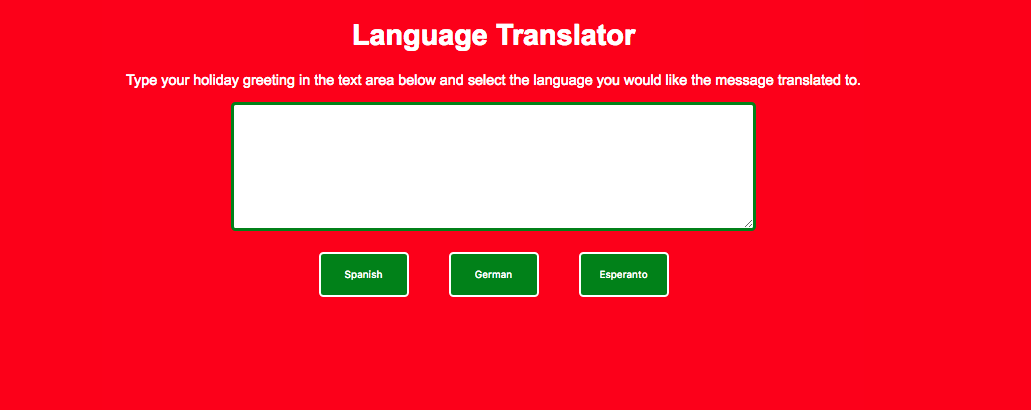 Language Translator
Type your holiday greeting in the text area below and select the language you would like the message translated to.
Spanish German Esperanto